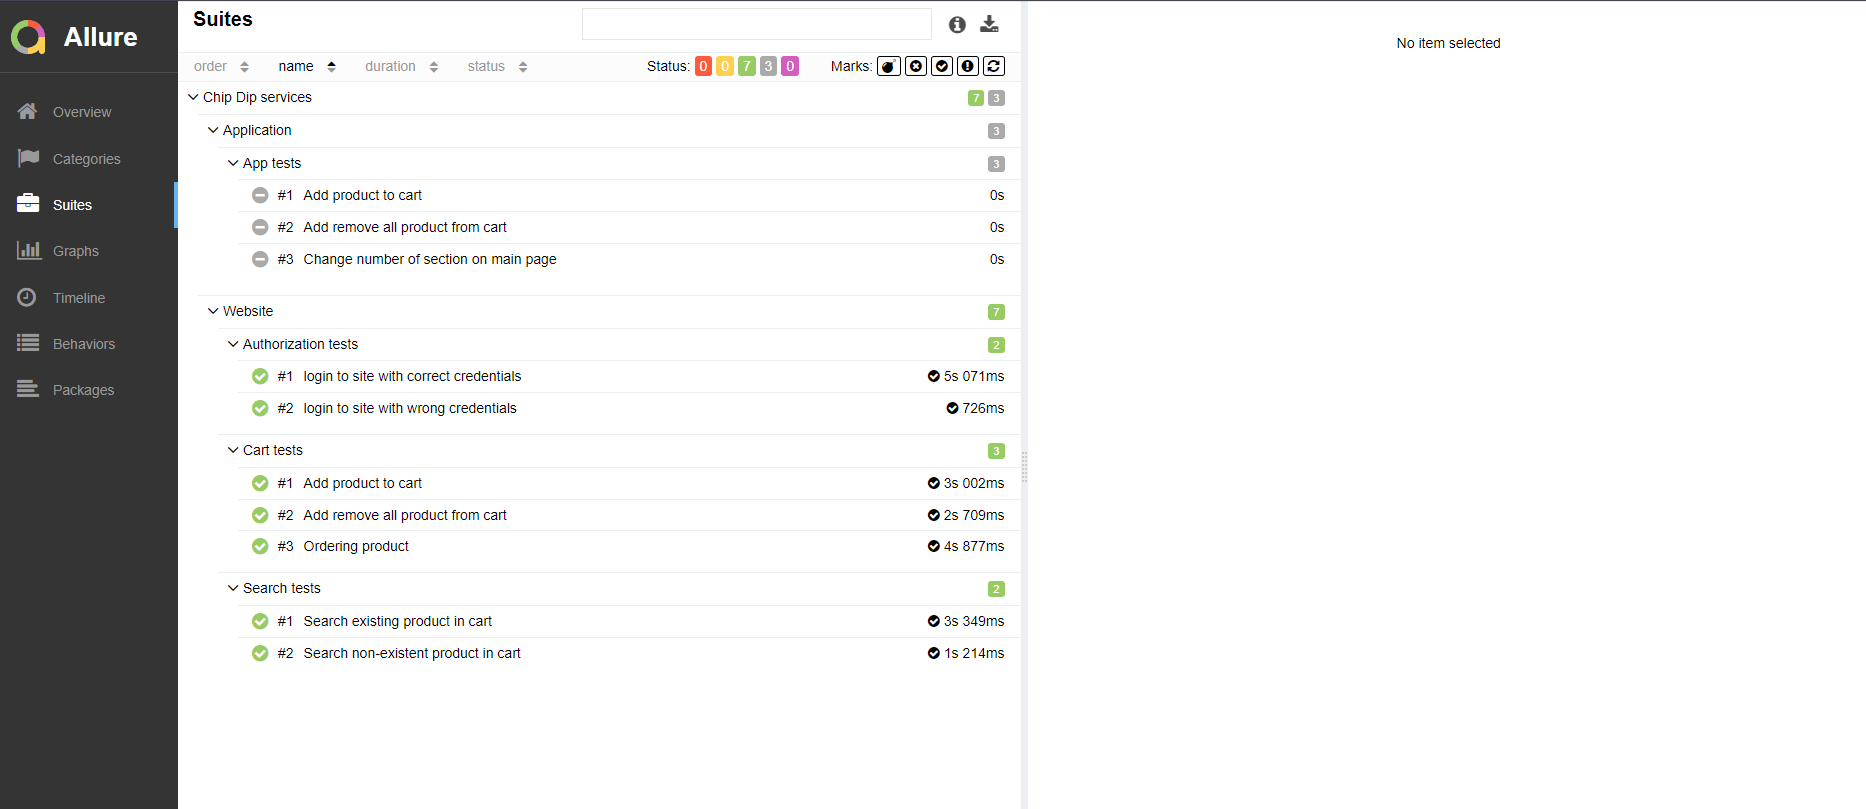 Allure
Overview
Categories
Suites
Graphs
Timeline
Behaviors
Packages
Suites
order name duration status Status: 0 0 7 3 0 Marks:
Chip Dip services 7 3
Application 3
App tests 3
#1 Add product to cart 0s
#2 Add remove all product from cart 0s
#3 Change number of section on main page 0s
Website 7
Authorization tests 2
#1 login to site with correct credentials 5s 071ms
#2 login to site with wrong credentials 726ms
Cart tests 3
#1 Add product to cart 3s 002ms
#2 Add remove all product from cart 2s 709ms
#3 Ordering product 4s 877ms
Search tests 2
#1 Search existing product in cart 3s 349ms
#2 Search non-existent product in cart 1s 214ms
No item selected